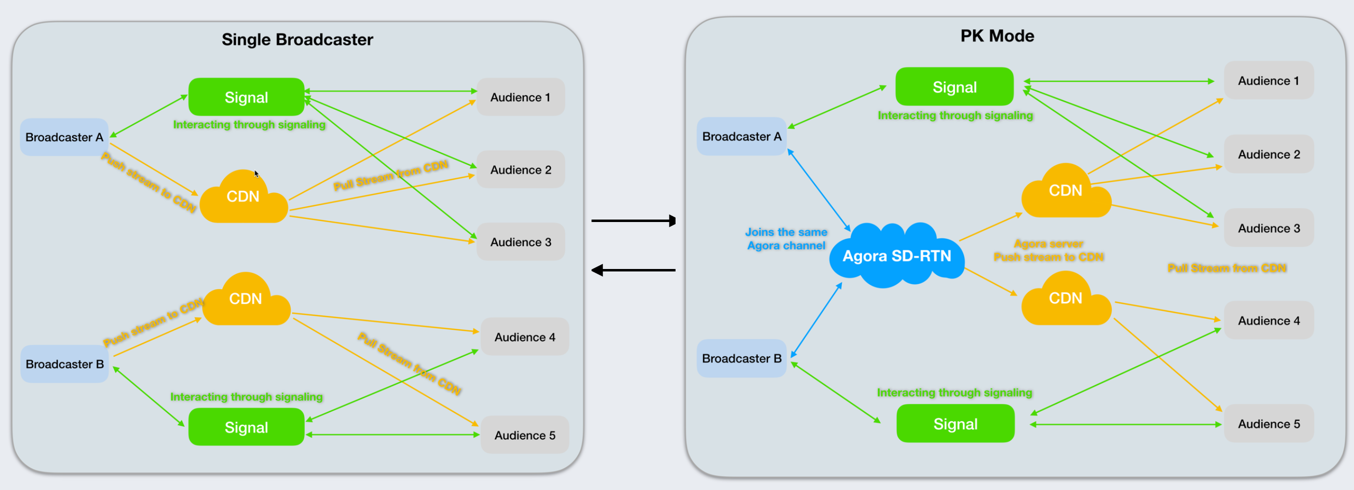 Single Broadcaster
Signal
Audience 1
Interacting through signaling
Broadcaster A
Push stream to CDN
CDN
Pull Stream from CDN
Audience 2
Audience 3
CDN
Push stream to CDN
Broadcaster B
Audience 4
Pull Stream from CDN
Interacting through signaling
Signal
Audience 5
PK Mode
Signal
Audience 1
Interacting through signaling
Broadcaster A
Audience 2
CDN
Audience 3
Joins the same
Agora channel
Agora SD-RTN
Agora server
Push stream to CDN
Pull Stream from CDN
CDN
Audience 4
Broadcaster B
Interacting through signaling
Signal
Audience 5